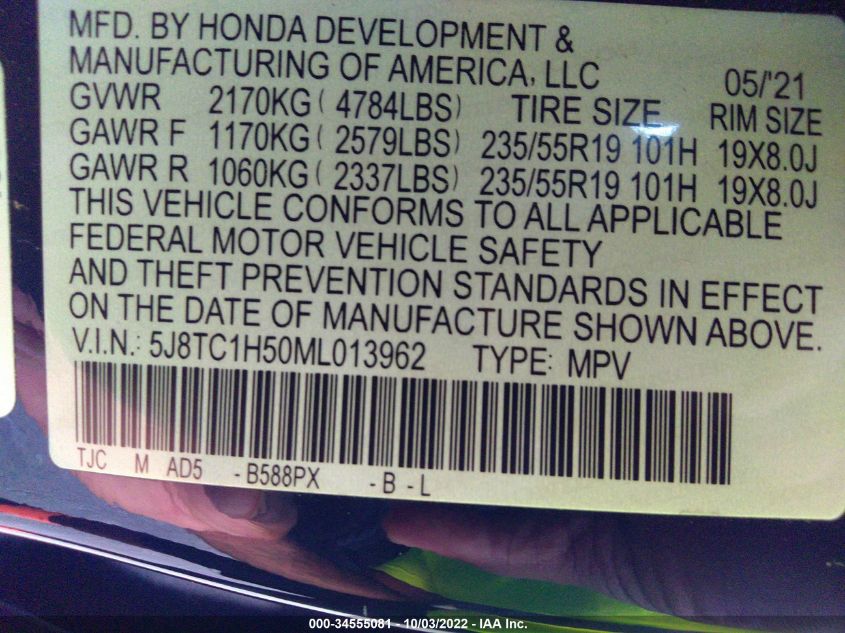 MFD. BY HONDA DEVELOPMENT &
MANUFACTURING OF AMERICA, LLC 05/'21
GVWR 2170KG ( 4784LBS) TIRE SIZE RIM SIZE
GAWR F 1170KG ( 2579LBS) 235/55R19 101H 19X8.0J
GAWR R 1060KG ( 2337LBS) 235/55R19 101H 19X8.0J
THIS VEHICLE CONFORMS TO ALL APPLICABLE
FEDERAL MOTOR VEHICLE SAFETY
AND THEFT PREVENTION STANDARDS IN EFFECT
ON THE DATE OF MANUFACTURE SHOWN ABOVE.
V.I.N.: 5J8TC1H50ML013962 TYPE: MPV
TJC M AD5 -B588PX -B -L
000-34555081 - 10/03/2022 - IAA Inc.